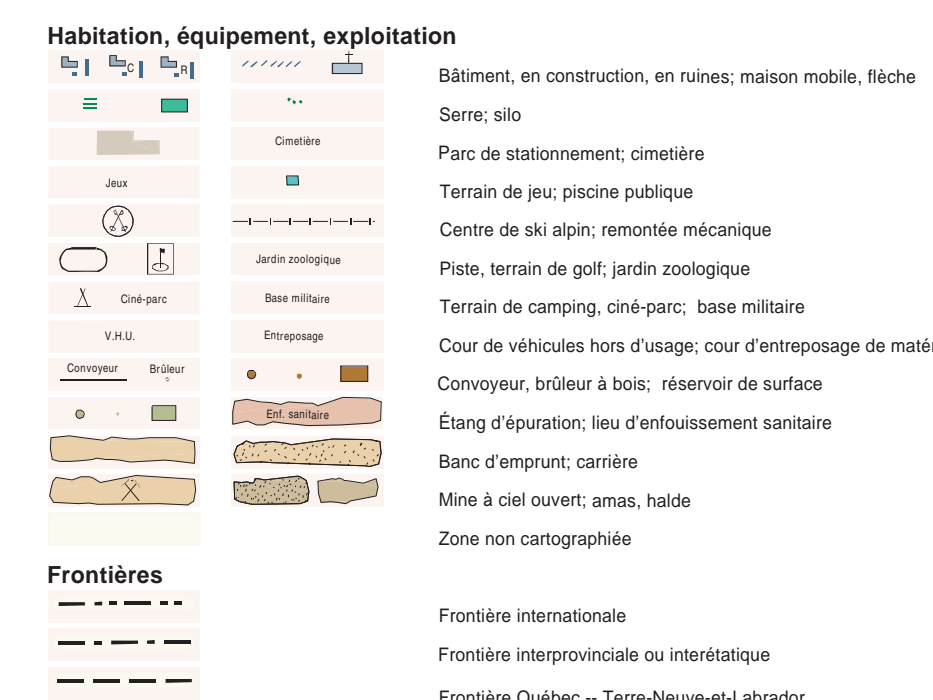 Habitation, équipement, exploitation
C R Bâtiment, en construction, en ruines; maison mobile, flèche
Serre; silo
Cimetière Parc de stationnement; cimetière
Jeux Terrain de jeu; piscine publique
Centre de ski alpin; remontée mécanique
Jardin zoologique Piste, terrain de golf; jardin zoologique
Ciné-parc Base militaire Terrain de camping, ciné-parc; base militaire
V.H.U. Entreposage Cour de véhicules hors d'usage; cour d'entreposage de maté
Convoyeur Brûleur Convoyeur, brûleur à bois; réservoir de surface
Enf. sanitaire Étang d'épuration; lieu d'enfouissement sanitaire
Banc d'emprunt; carrière
Mine à ciel ouvert; amas, halde
Zone non cartographiée
Frontières
Frontière internationale
Frontière interprovinciale ou interétatique
Frontière Québec -- Terre-Neuve-et-Labrador